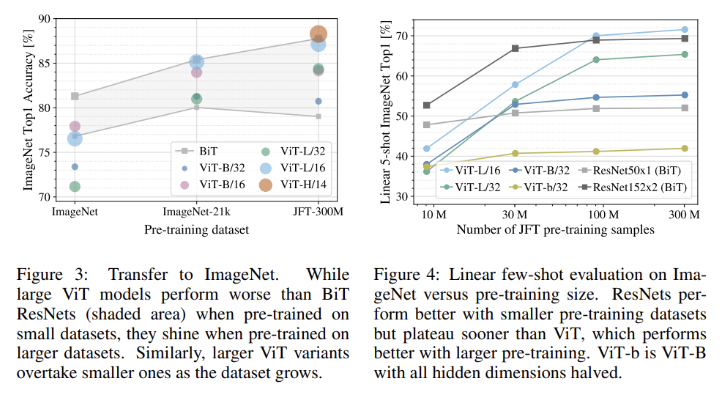 90
85
80
75
70
ImageNet Top1 Accuracy [%]
BiT
ViT-B/32
ViT-B/16
ViT-L/32
ViT-L/16
ViT-H/14
ImageNet
ImageNet-21k
JFT-300M
Pre-training dataset
70
60
50
40
30
Linear 5-shot ImageNet Top1 [%]
ViT-L/16
ViT-L/32
ViT-B/32
ViT-b/32
ResNet50x1 (BiT)
ResNet152x2 (BiT)
10 M
30 M
100 M
300 M
Number of JFT pre-training samples
Figure 3: Transfer to ImageNet. While
large ViT models perform worse than BiT
ResNets (shaded area) when pre-trained on
small datasets, they shine when pre-trained on
larger datasets. Similarly, larger ViT variants
overtake smaller ones as the dataset grows.
Figure 4: Linear few-shot evaluation on Ima-
geNet versus pre-training size. ResNets per-
form better with smaller pre-training datasets
but plateau sooner than ViT, which performs
better with larger pre-training. ViT-b is ViT-B
with all hidden dimensions halved.